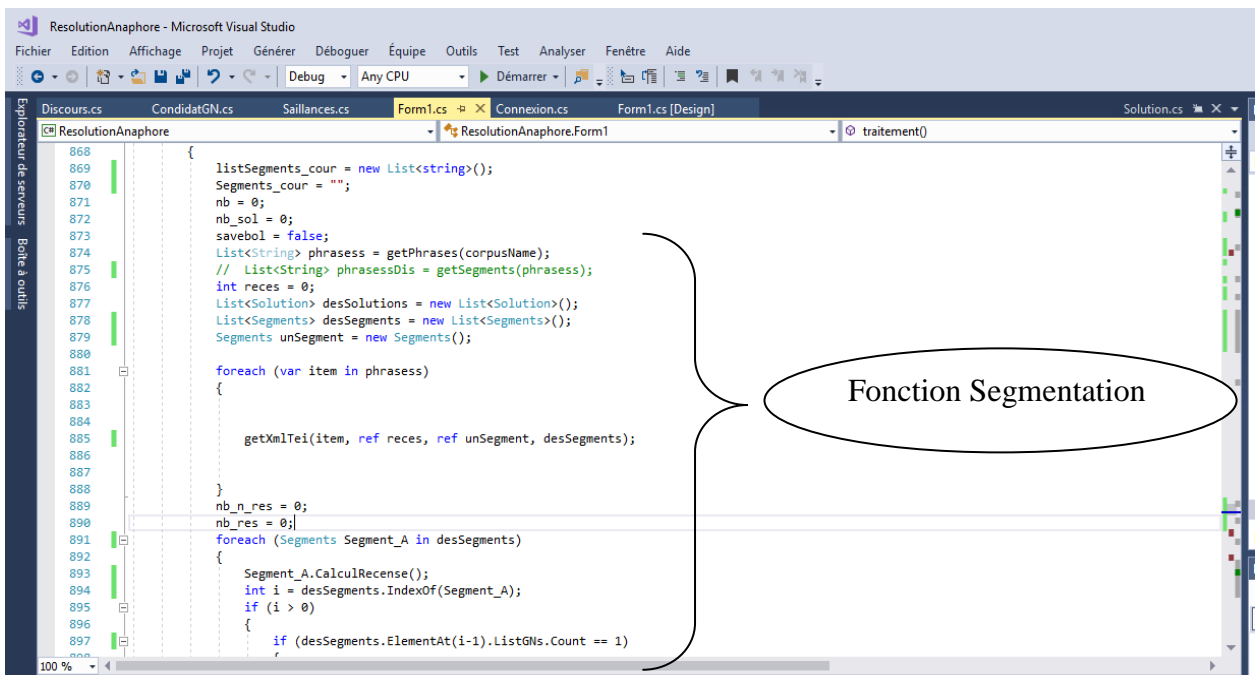 ResolutionAnaphore - Microsoft Visual Studio
Fichier Edition Affichage Projet Générer Déboguer Équipe Outils Test Analyser Fenêtre Aide
Debug Any CPU Démarrer
Explorateur de serveurs
Boîte à outils
Discours.cs CondidatGN.cs Saillances.cs Form1.cs Connexion.cs Form1.cs [Design] Solution.cs
C# ResolutionAnaphore ResolutionAnaphore.Form1 traitement()
868 {
869 listSegments_cour = new List<string>();
870 Segments_cour = "";
871 nb = 0;
872 nb_sol = 0;
873 savebol = false;
874 List<String> phrasess = getPhrases(corpusName);
875 // List<String> phrasessDis = getSegments(phrasess);
876 int reces = 0;
877 List<Solution> desSolutions = new List<Solution>();
878 List<Segments> desSegments = new List<Segments>();
879 Segments unSegment = new Segments();
880
881 foreach (var item in phrasess)
882 {
883
884
885 getXmlTei(item, ref reces, ref unSegment, desSegments);
886
887
888 }
889 nb_n_res = 0;
890 nb_res = 0;
891 foreach (Segments Segment_A in desSegments)
892 {
893 Segment_A.CalculRecense();
894 int i = desSegments.IndexOf(Segment_A);
895 if (i > 0)
896 {
897 if (desSegments.ElementAt(i-1).ListGNs.Count == 1)
100 %
Fonction Segmentation